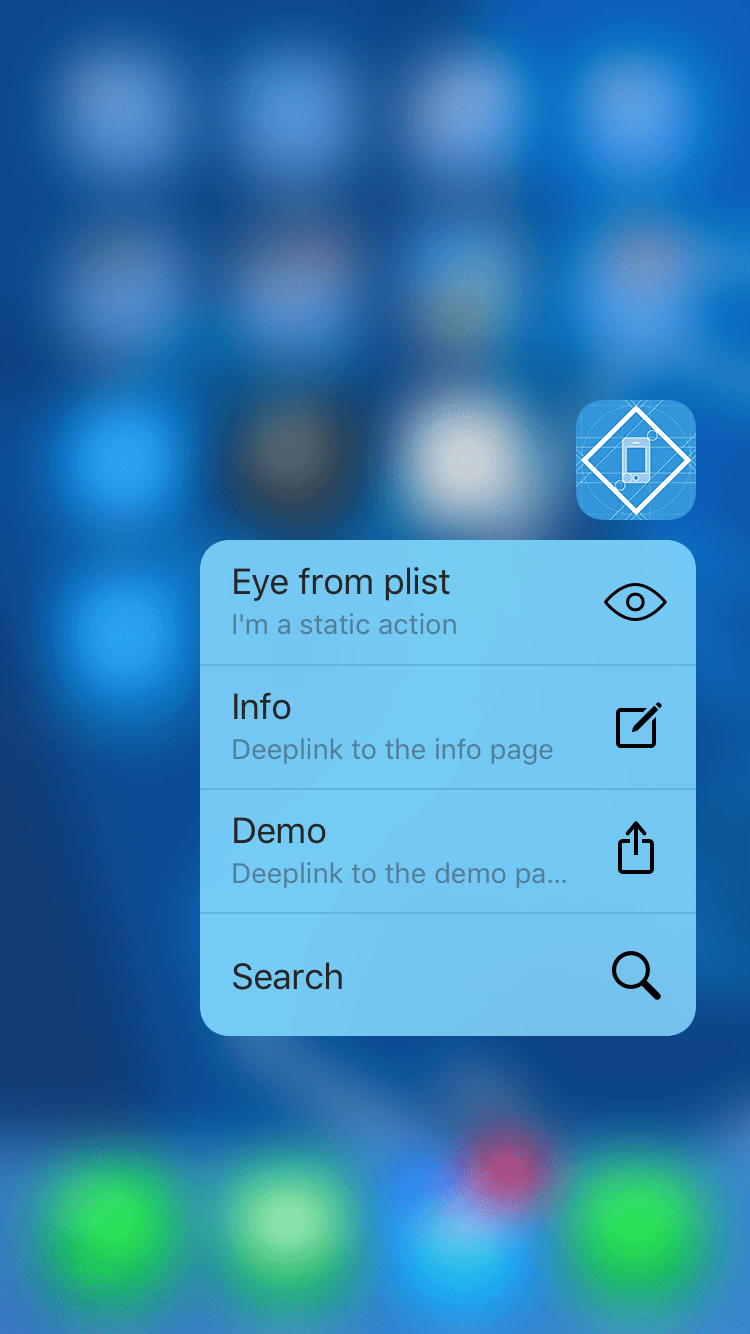 Eye from plist
I'm a static action
Info
Deeplink to the info page
Demo
Deeplink to the demo pa...
Search